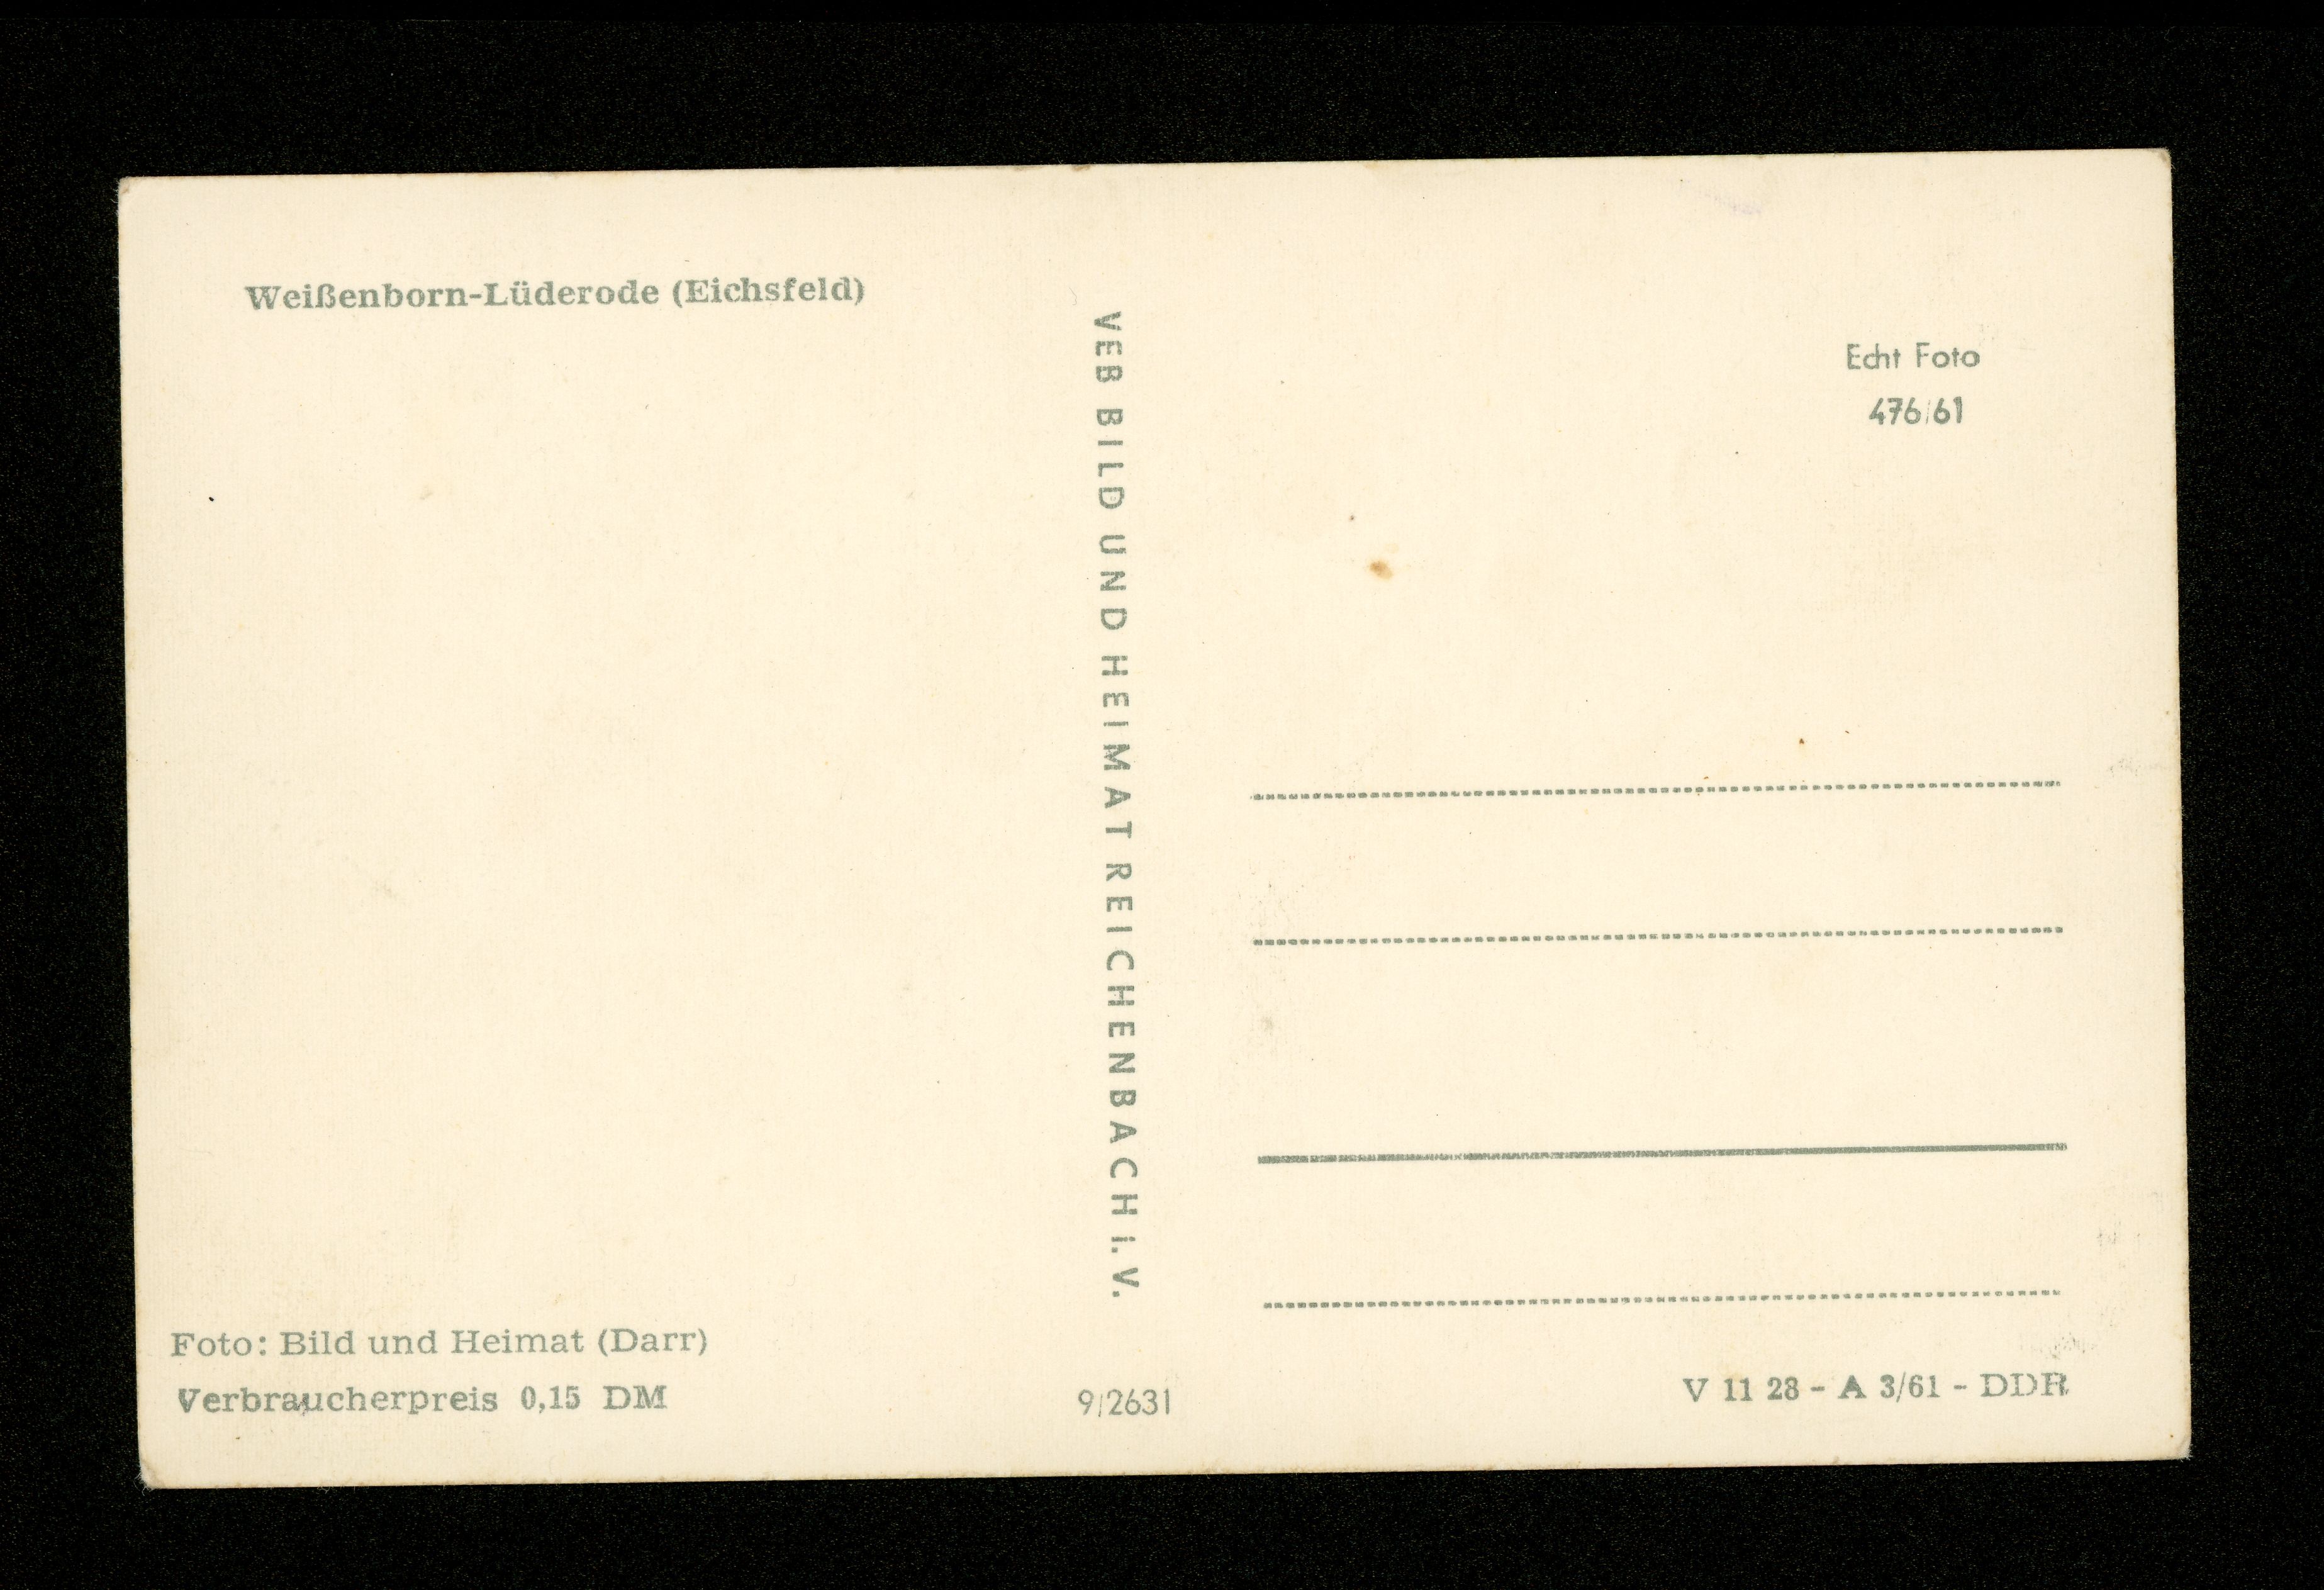 Weißenborn-Lüderode (Eichsfeld)
VEB BILD UND HEIMAT REICHENBACH i. V.
Echt Foto
476/61
Foto: Bild und Heimat (Darr)
Verbraucherpreis 0,15 DM
9/2631
V 11 28 - A 3/61 - DDR